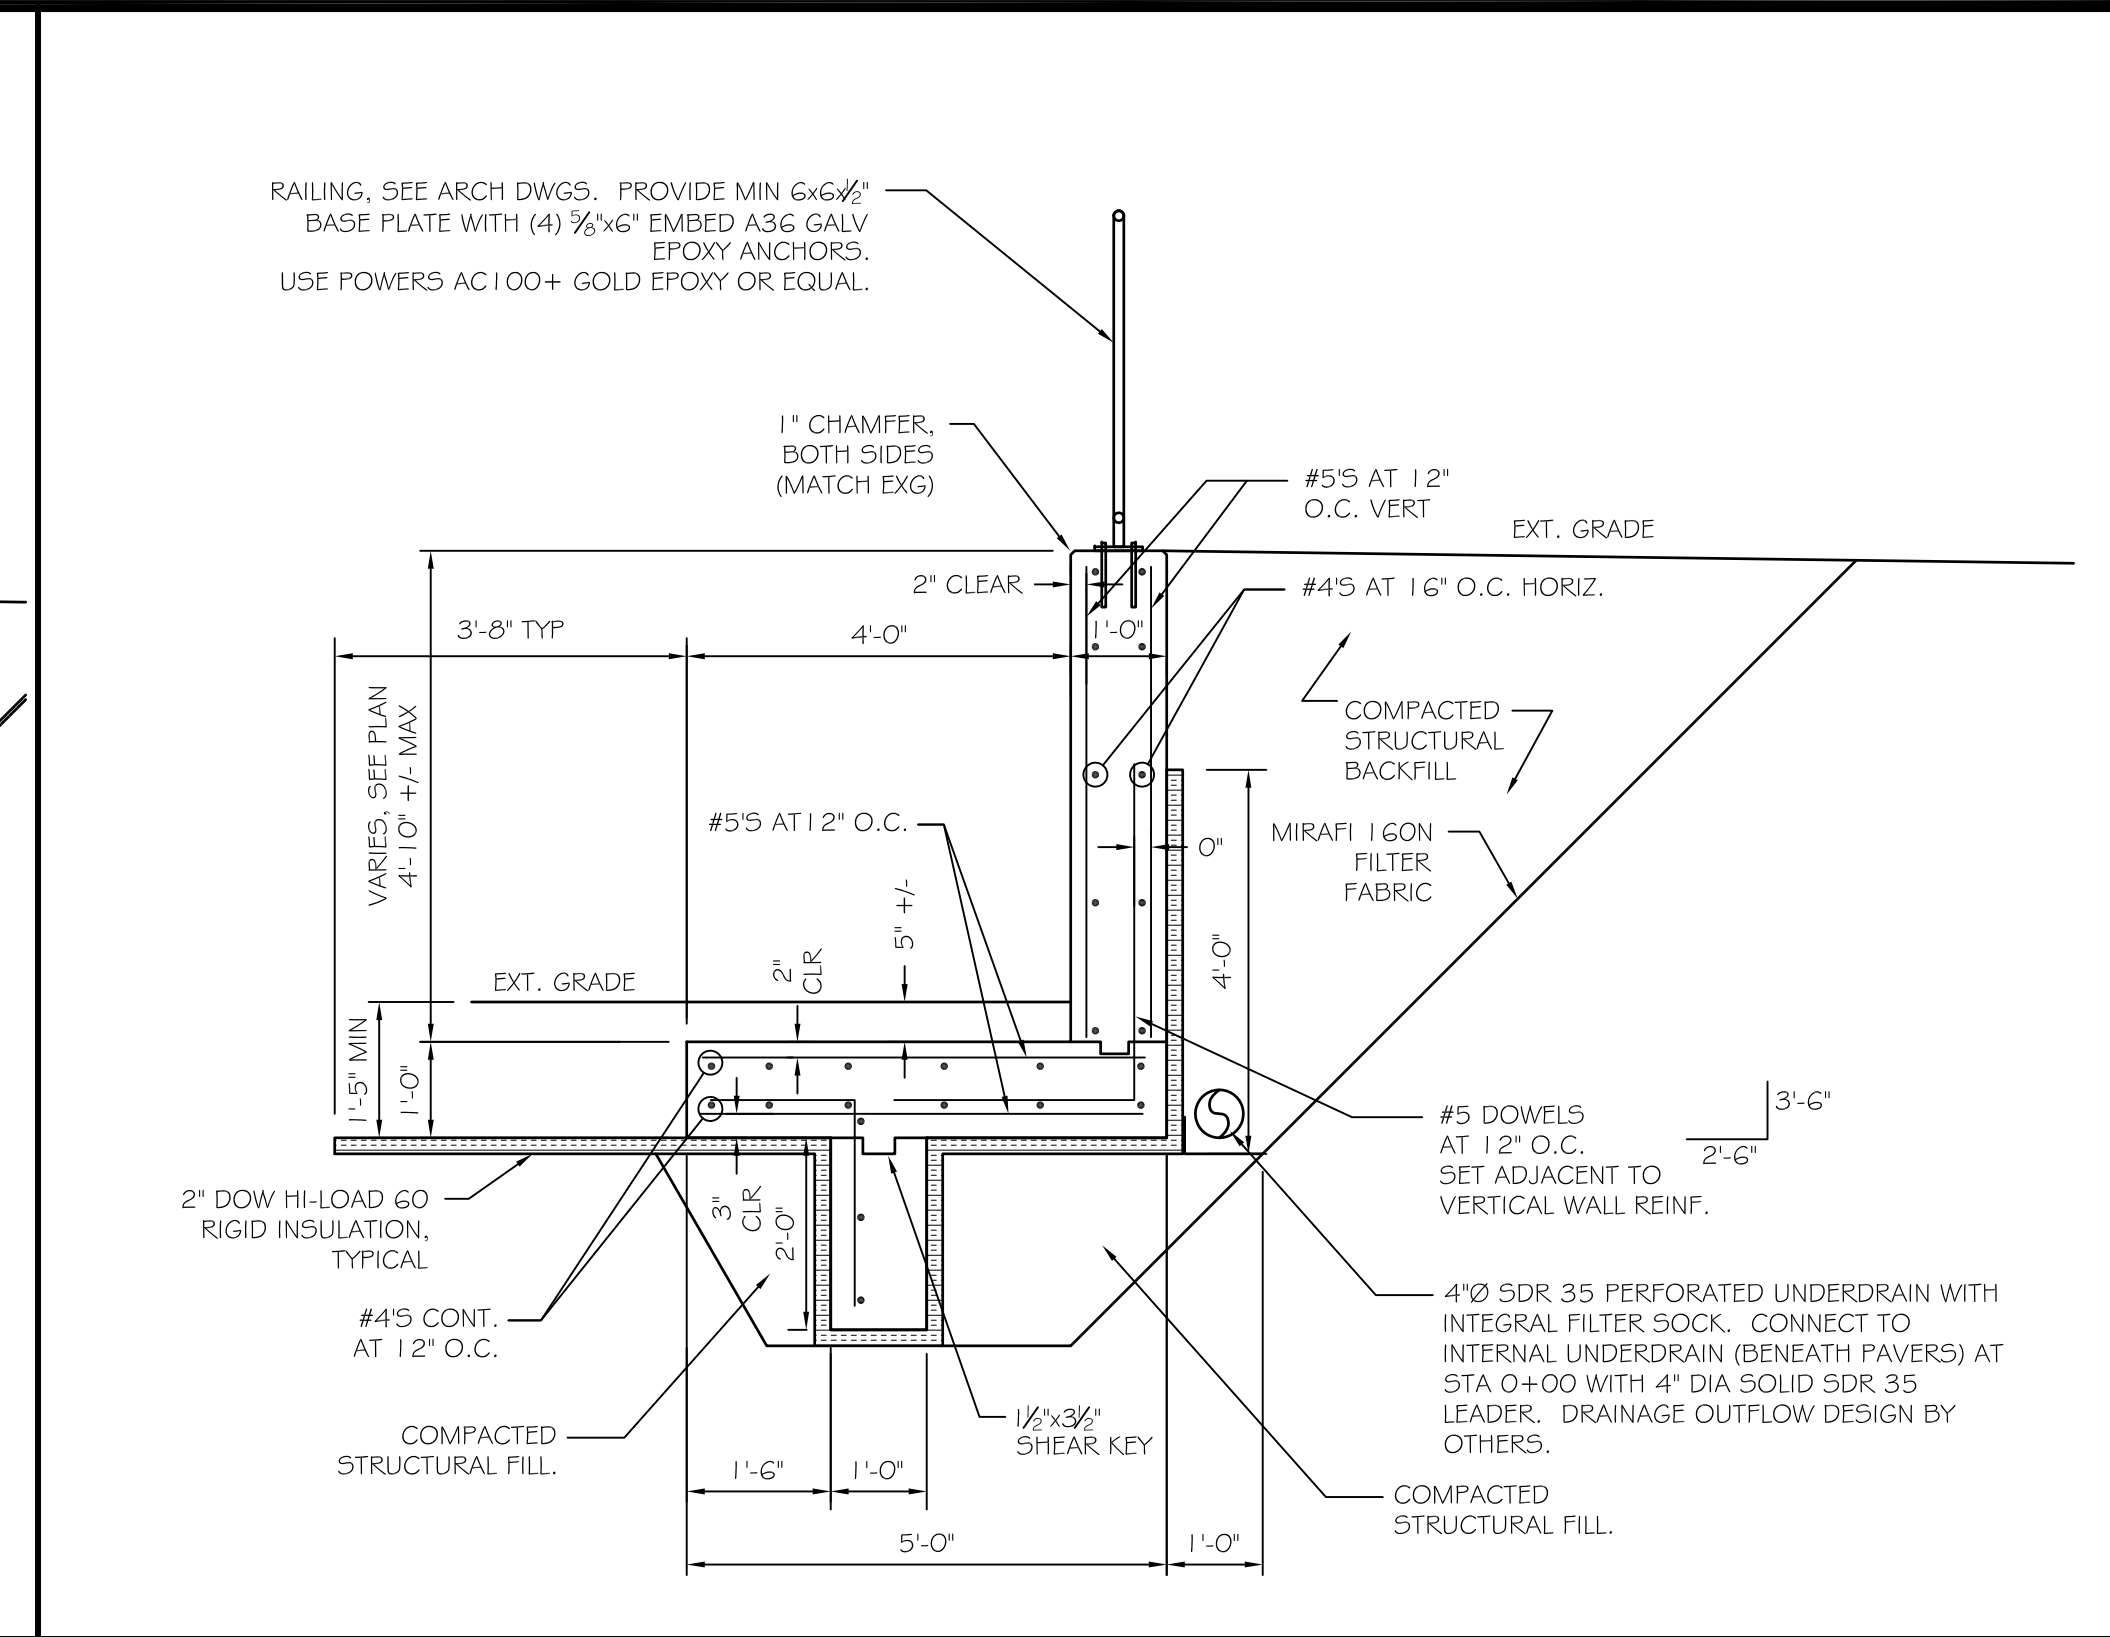 RAILING, SEE ARCH DWGS. PROVIDE MIN 6x6x1/2"
BASE PLATE WITH (4) 5/8"x6" EMBED A36 GALV
EPOXY ANCHORS.
USE POWERS AC100+ GOLD EPOXY OR EQUAL.
1" CHAMFER,
BOTH SIDES
(MATCH EXG)
#5'S AT 12"
O.C. VERT
EXT. GRADE
2" CLEAR
#4'S AT 16" O.C. HORIZ.
3'-8" TYP
4'-0"
1'-0"
VARIES, SEE PLAN
4'-10" +/- MAX
COMPACTED
STRUCTURAL
BACKFILL
#5'S AT12" O.C.
MIRAFI 160N
FILTER
FABRIC
0"
5" +/-
4'-0"
2"
CLR
EXT. GRADE
1'-5" MIN
1'-0"
#5 DOWELS
AT 12" O.C.
SET ADJACENT TO
VERTICAL WALL REINF.
3'-6"
2'-6"
2" DOW HI-LOAD 60
RIGID INSULATION,
TYPICAL
3"
CLR
2'-0"
#4'S CONT.
AT 12" O.C.
4"Ø SDR 35 PERFORATED UNDERDRAIN WITH
INTEGRAL FILTER SOCK. CONNECT TO
INTERNAL UNDERDRAIN (BENEATH PAVERS) AT
STA 0+00 WITH 4" DIA SOLID SDR 35
LEADER. DRAINAGE OUTFLOW DESIGN BY
OTHERS.
COMPACTED
STRUCTURAL FILL.
1 1/2"x3 1/2"
SHEAR KEY
1'-6"
1'-0"
COMPACTED
STRUCTURAL FILL.
5'-0"
1'-0"